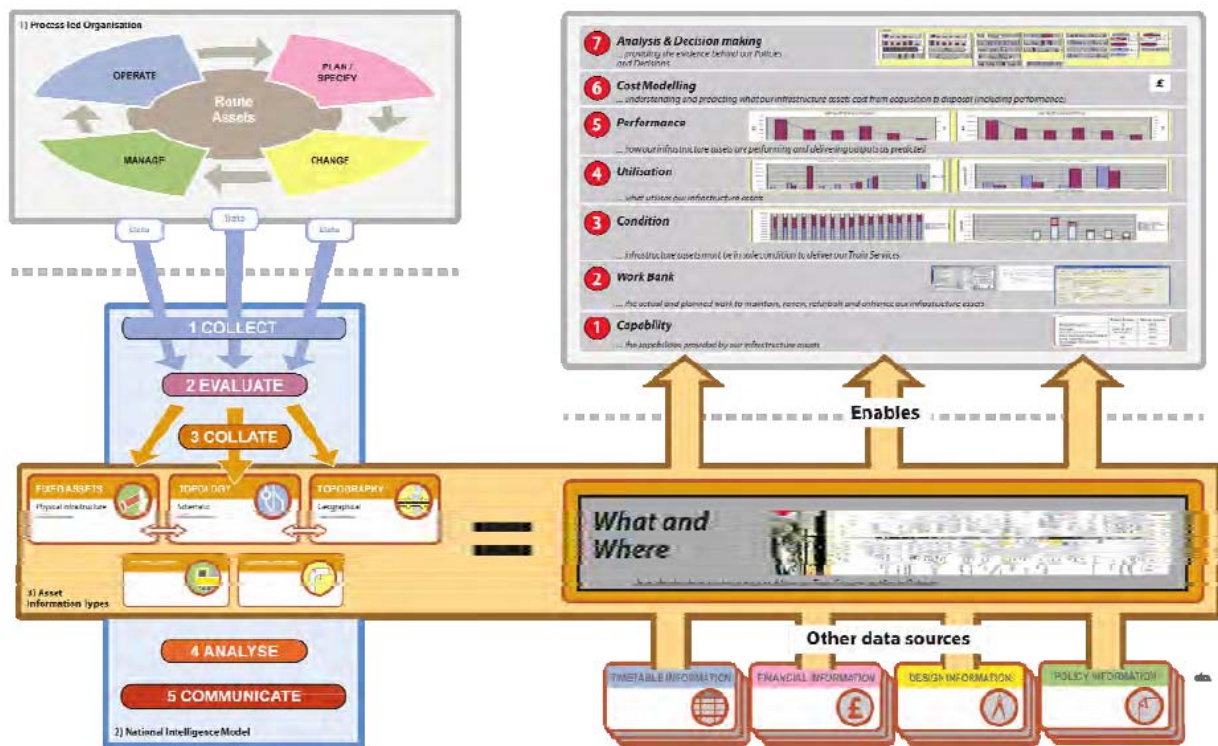 1) Process led Organisation
OPERATE
PLAN /
SPECIFY
Route
Assets
MANAGE
CHANGE
Data
Data
Data
1 COLLECT
2 EVALUATE
3 COLLATE
FIXED ASSETS
Physical Infrastructure
TOPOLOGY
Schematic
TOPOGRAPHY
Geographical
3) Asset
Information Types
4 ANALYSE
5 COMMUNICATE
2) National Intelligence Model
7
Analysis & Decision making
... providing the evidence behind our Policies
and Decisions
6
Cost Modelling
£
... understanding and predicting what our infrastructure assets cost from acquisition to disposal (including performance)
5
Performance
... how our infrastructure assets are performing and delivering outputs as predicted
4
Utilisation
... what utilises our infrastructure assets
3
Condition
... infrastructure assets must be in safe condition to deliver our Train Services
2
Work Bank
... the actual and planned work to maintain, renew, refurbish and enhance our infrastructure assets
1
Capability
... the capabilities provided by our infrastructure assets
Enables
What and
Where
Other data sources
TIMETABLE INFORMATION
FINANCIAL INFORMATION
£
DESIGN INFORMATION
POLICY INFORMATION
etc.